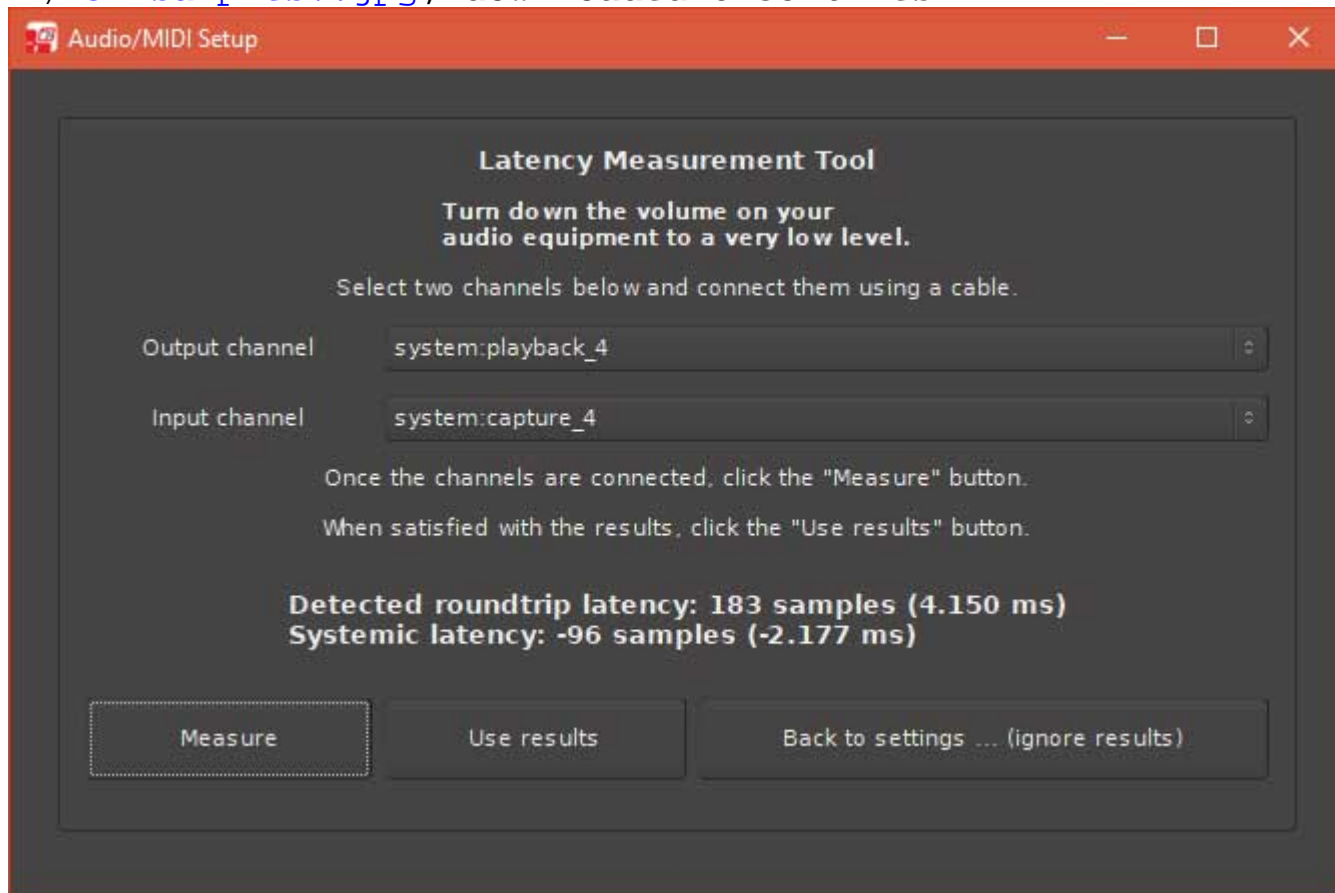 Audio/MIDI Setup
Latency Measurement Tool
Turn down the volume on your
audio equipment to a very low level.
Select two channels below and connect them using a cable.
Output channel system:playback_4
Input channel system:capture_4
Once the channels are connected, click the "Measure" button.
When satisfied with the results, click the "Use results" button.
Detected roundtrip latency: 183 samples (4.150 ms)
Systemic latency: -96 samples (-2.177 ms)
Measure Use results Back to settings ... (ignore results)